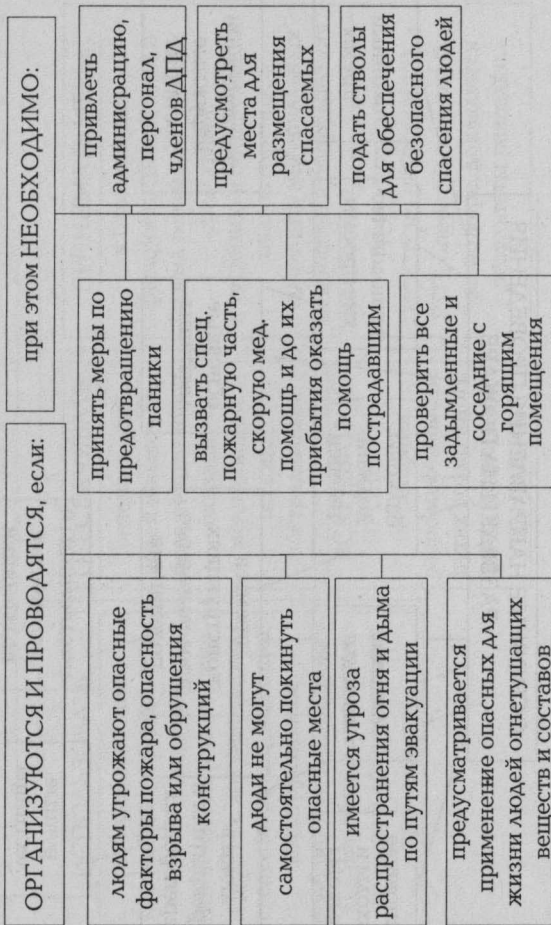 ОРГАНИЗУЮТСЯ И ПРОВОДЯТСЯ, если:
людям угрожают опасные
факторы пожара, опасность
взрыва или обрушения
конструкций
дюди не могут
самостоятельно покинуть
опасные места
имеется угроза
распространения огня и дыма
по путям эвакуации
предусматривается
применение опасных для
жизни людей огнетушащих
веществ и составов
при этом НЕОБХОДИМО:
принять меры по
предотвращению
паники
вызвать спец.
пожарную часть,
скорую мед.
помощь и до их
прибытия оказать
помощь
пострадавшим
проверить все
задымленные и
соседние с
горящим
помещения
привлечь
админисрацию,
персонал,
членов ДПД
предусмотреть
места для
размещения
спасаемых
подать стволы
для обеспечения
безопасного
спасения людей